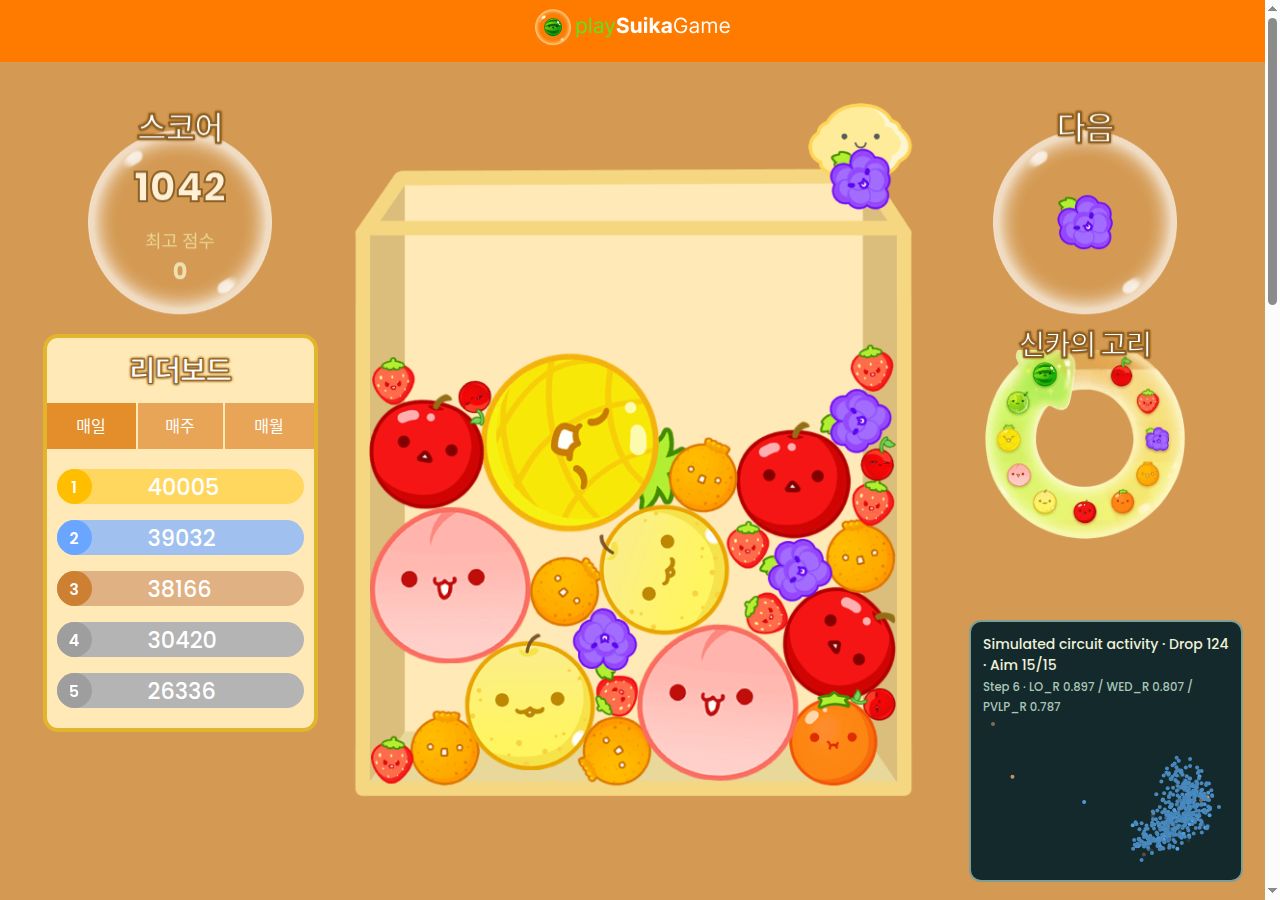 playSuikaGame
스코어
1042
최고 점수
0
다음
신카의 고리
리더보드
매일
매주
매월
1 40005
2 39032
3 38166
4 30420
5 26336
Simulated circuit activity · Drop 124
· Aim 15/15
Step 6 · LO_R 0.897 / WED_R 0.807 /
PVLP_R 0.787